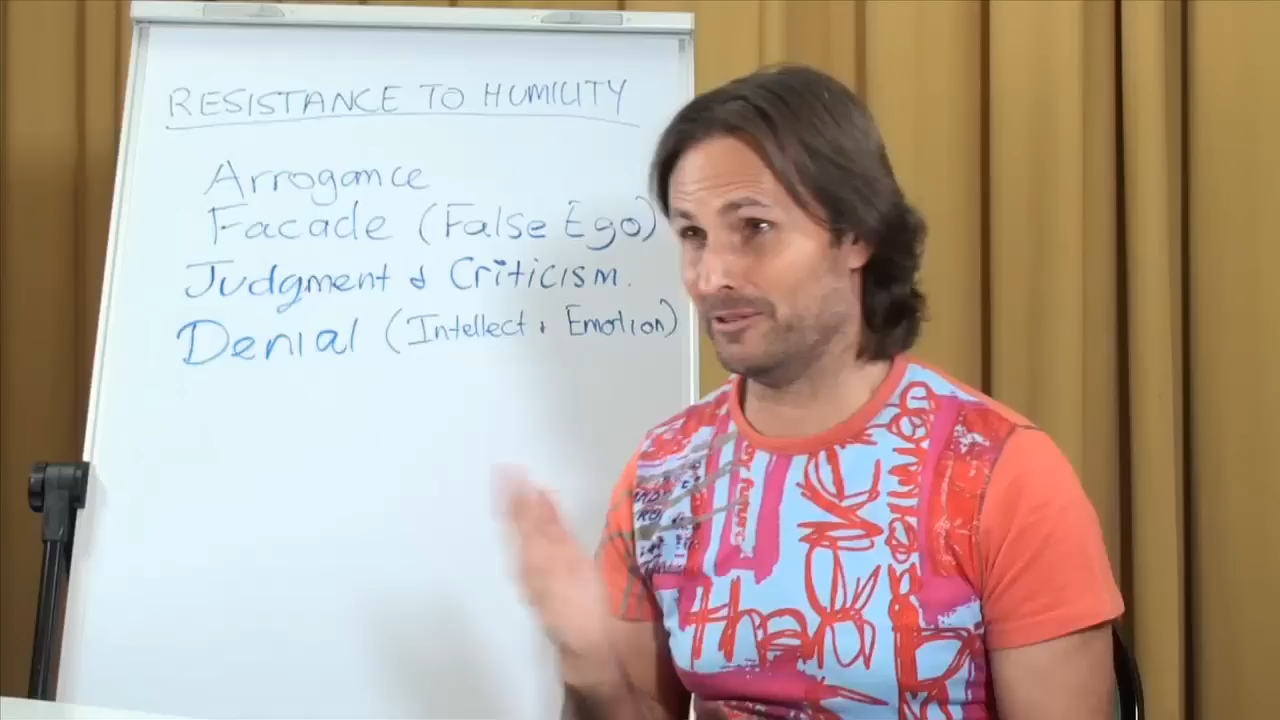 RESISTANCE TO HUMILITY
Arrogance
Facade (False Ego)
Judgment & Criticism.
Denial (Intellect + Emotion)